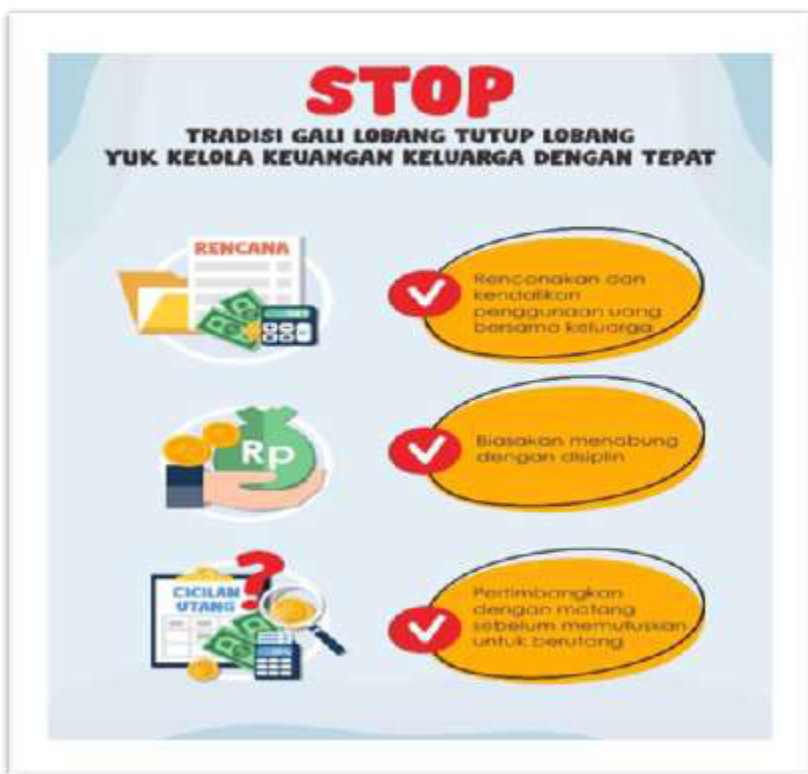 STOP
TRADISI GALI LOBANG TUTUP LOBANG
YUK KELOLA KEUANGAN KELUARGA DENGAN TEPAT
RENCANA
Rencanakan dan
kendalikan
penggunaan uang
bersama keluarga
Rp
Biasakan menabung
dengan disiplin
CICILAN
UTANG
?
Pertimbangkan
dengan matang
sebelum memutuskan
untuk berutang